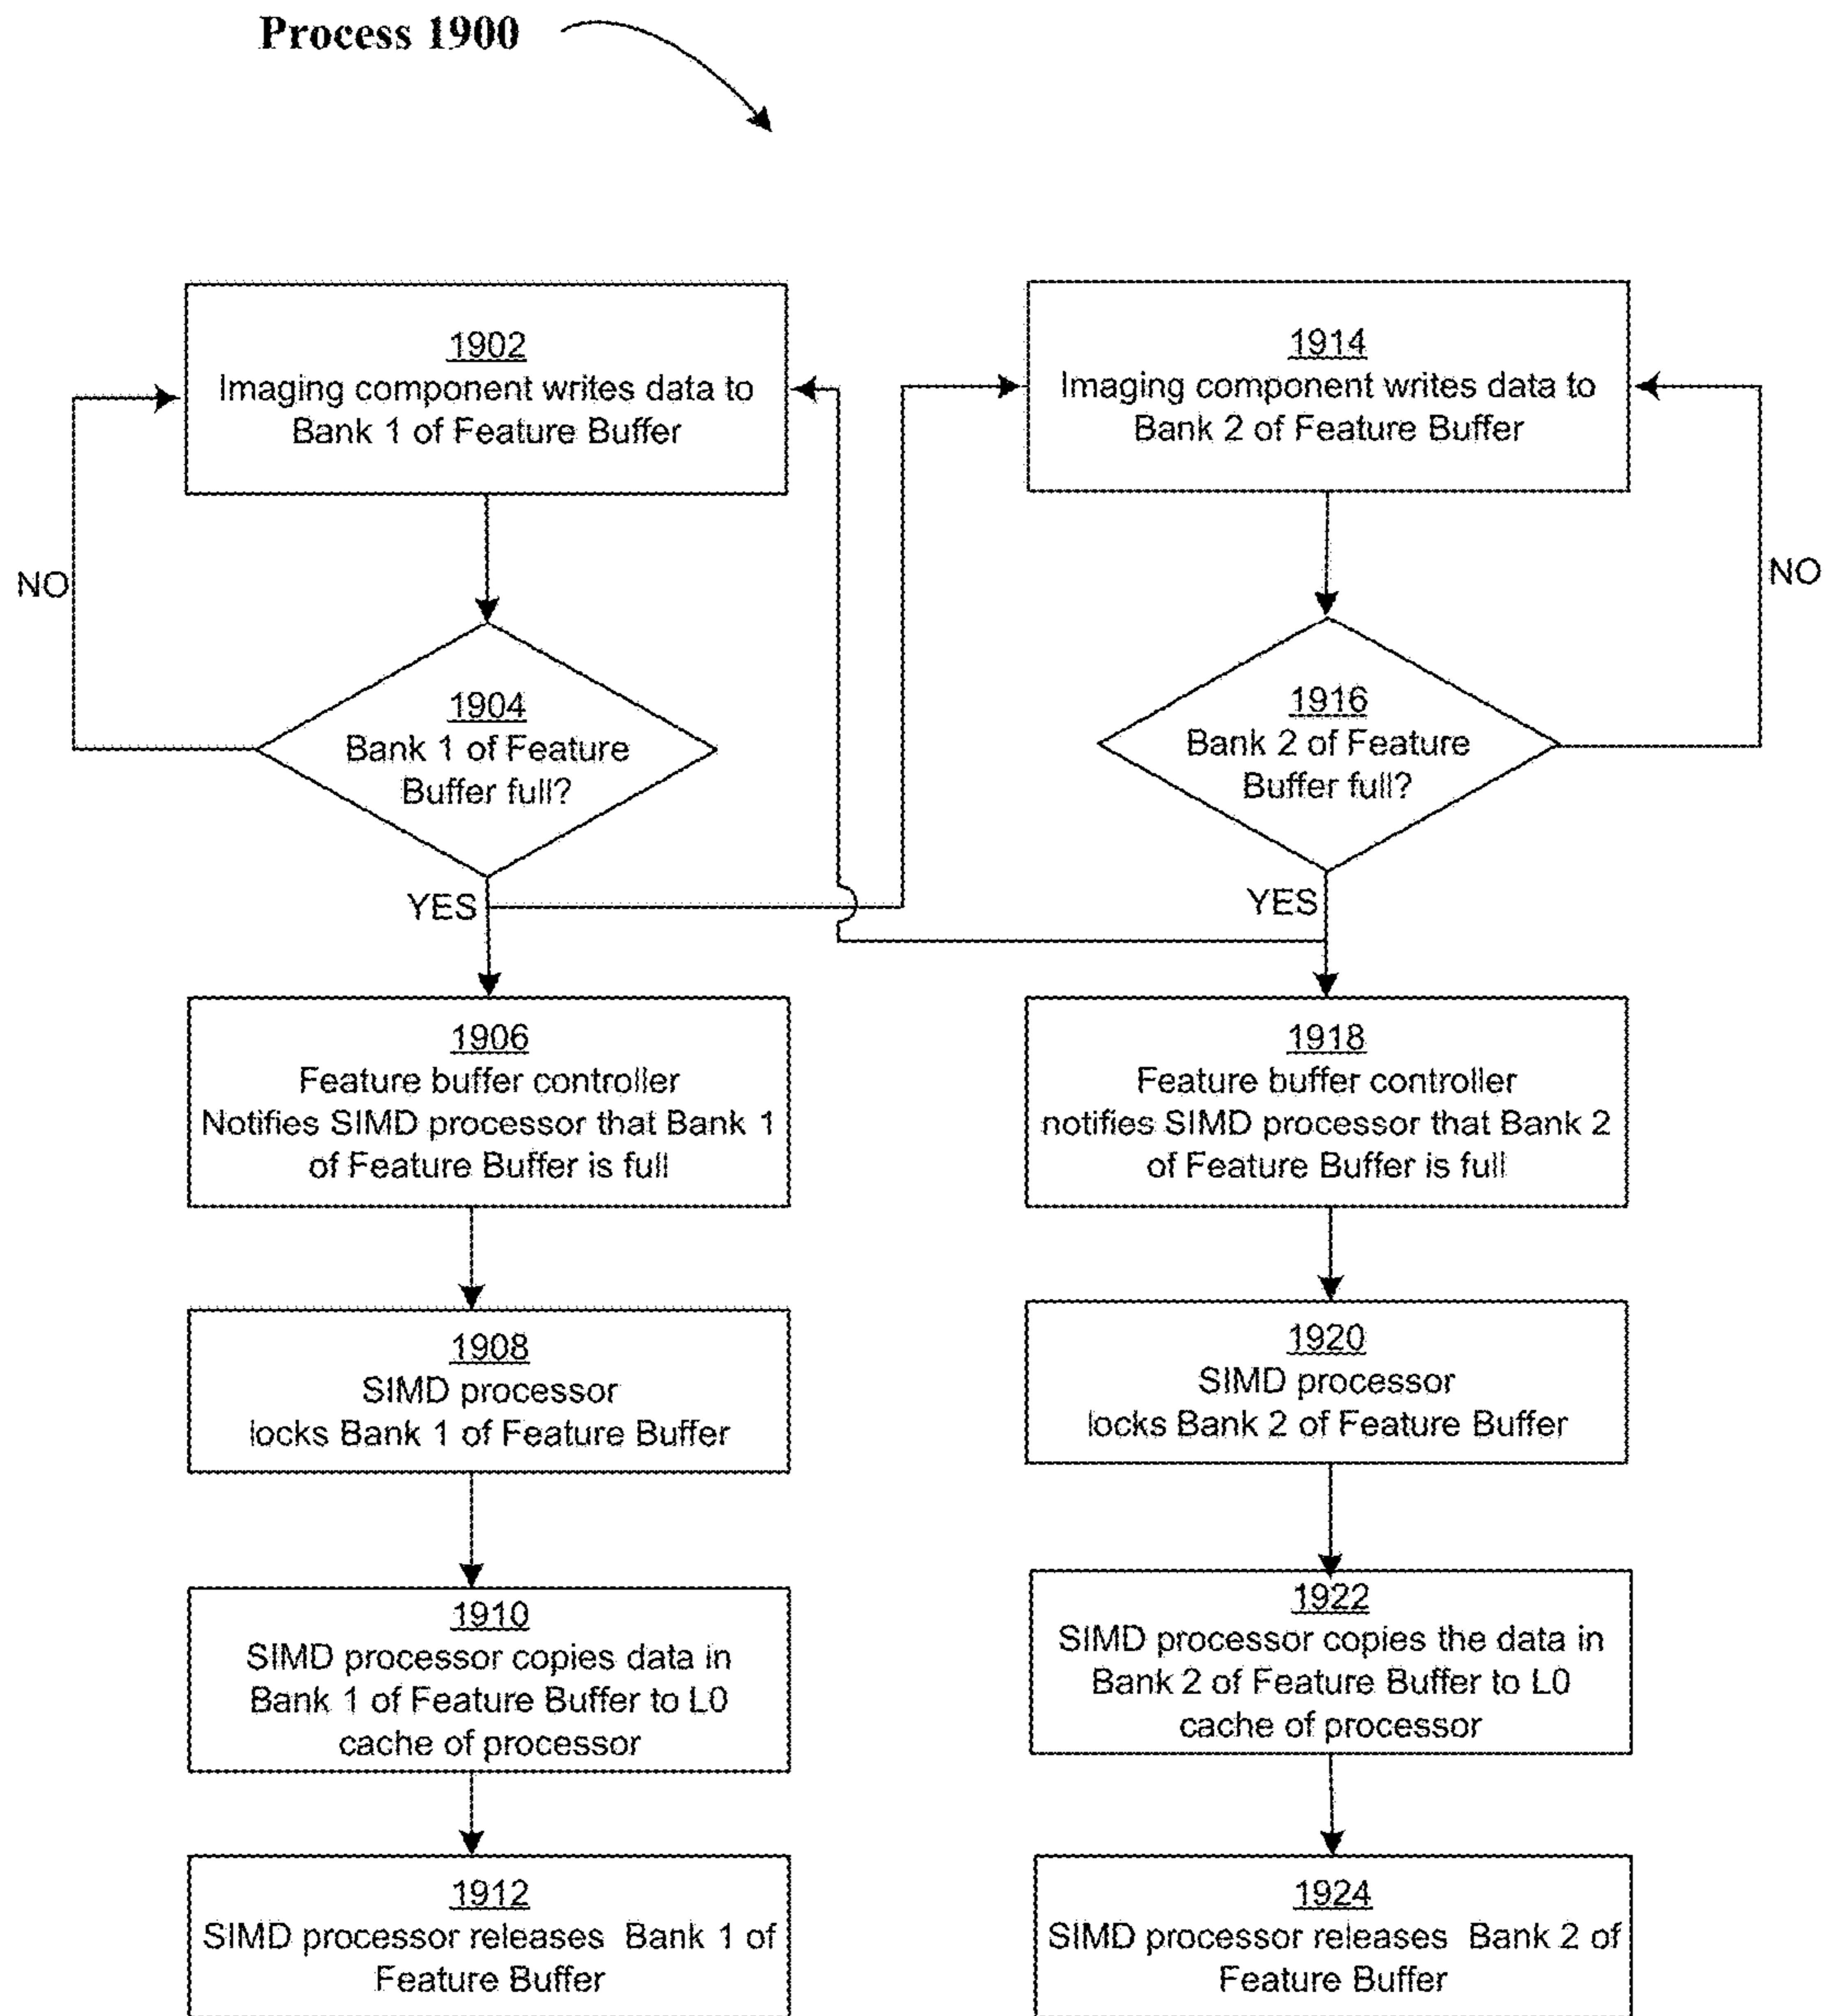 Process 1900
1902
Imaging component writes data to
Bank 1 of Feature Buffer
NO
1904
Bank 1 of Feature
Buffer full?
YES
1906
Feature buffer controller
Notifies SIMD processor that Bank 1
of Feature Buffer is full
1908
SIMD processor
locks Bank 1 of Feature Buffer
1910
SIMD processor copies data in
Bank 1 of Feature Buffer to L0
cache of processor
1912
SIMD processor releases Bank 1 of
Feature Buffer
1914
Imaging component writes data to
Bank 2 of Feature Buffer
NO
1916
Bank 2 of Feature
Buffer full?
YES
1918
Feature buffer controller
notifies SIMD processor that Bank 2
of Feature Buffer is full
1920
SIMD processor
locks Bank 2 of Feature Buffer
1922
SIMD processor copies the data in
Bank 2 of Feature Buffer to L0
cache of processor
1924
SIMD processor releases Bank 2 of
Feature Buffer